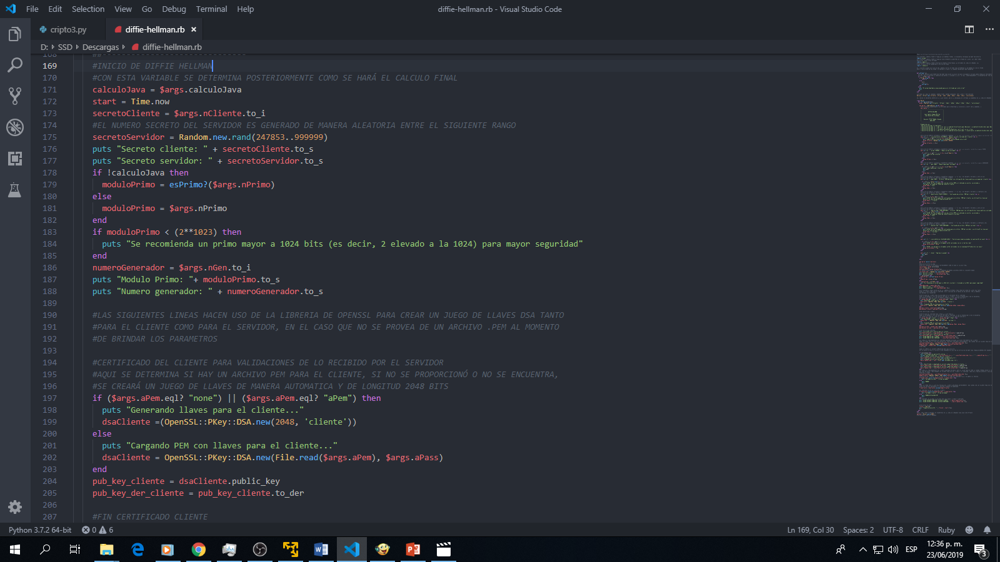 File Edit Selection View Go Debug Terminal Help
diffie-hellman.rb - Visual Studio Code
cripto3.py
diffie-hellman.rb
D: SSD Descargas diffie-hellman.rb
168 ##------------------------------
169 #INICIO DE DIFFIE HELLMAN
170 #CON ESTA VARIABLE SE DETERMINA POSTERIORMENTE COMO SE HARÁ EL CALCULO FINAL
171 calculoJava = $args.calculoJava
172 start = Time.now
173 secretoCliente = $args.nCliente.to_i
174 #EL NUMERO SECRETO DEL SERVIDOR ES GENERADO DE MANERA ALEATORIA ENTRE EL SIGUIENTE RANGO
175 secretoServidor = Random.new.rand(247853..999999)
176 puts "Secreto cliente: " + secretoCliente.to_s
177 puts "Secreto servidor: " + secretoServidor.to_s
178 if !calculoJava then
179 moduloPrimo = esPrimo?($args.nPrimo)
180 else
181 moduloPrimo = $args.nPrimo
182 end
183 if moduloPrimo < (2**1023) then
184 puts "Se recomienda un primo mayor a 1024 bits (es decir, 2 elevado a la 1024) para mayor seguridad"
185 end
186 numeroGenerador = $args.nGen.to_i
187 puts "Modulo Primo: "+ moduloPrimo.to_s
188 puts "Numero generador: " + numeroGenerador.to_s
189
190 #LAS SIGUIENTES LINEAS HACEN USO DE LA LIBRERIA DE OPENSSL PARA CREAR UN JUEGO DE LLAVES DSA TANTO
191 #PARA EL CLIENTE COMO PARA EL SERVIDOR, EN EL CASO QUE NO SE PROVEA DE UN ARCHIVO .PEM AL MOMENTO
192 #DE BRINDAR LOS PARAMETROS
193
194 #CERTIFICADO DEL CLIENTE PARA VALIDACIONES DE LO RECIBIDO POR EL SERVIDOR
195 #AQUI SE DETERMINA SI HAY UN ARCHIVO PEM PARA EL CLIENTE, SI NO SE PROPORCIONÓ O NO SE ENCUENTRA,
196 #SE CREARÁ UN JUEGO DE LLAVES DE MANERA AUTOMATICA Y DE LONGITUD 2048 BITS
197 if ($args.aPem.eql? "none") || ($args.aPem.eql? "aPem") then
198 puts "Generando llaves para el cliente..."
199 dsaCliente =(OpenSSL::PKey::DSA.new(2048, 'cliente'))
200 else
201 puts "Cargando PEM con llaves para el cliente..."
202 dsaCliente = OpenSSL::PKey::DSA.new(File.read($args.aPem), $args.aPass)
203 end
204 pub_key_cliente = dsaCliente.public_key
205 pub_key_der_cliente = pub_key_cliente.to_der
206
207 #FIN CERTIFICADO CLIENTE
Python 3.7.2 64-bit 0 6
Ln 169, Col 30 Spaces: 2 UTF-8 CRLF Ruby
ESP
12:36 p. m.
23/06/2019
3